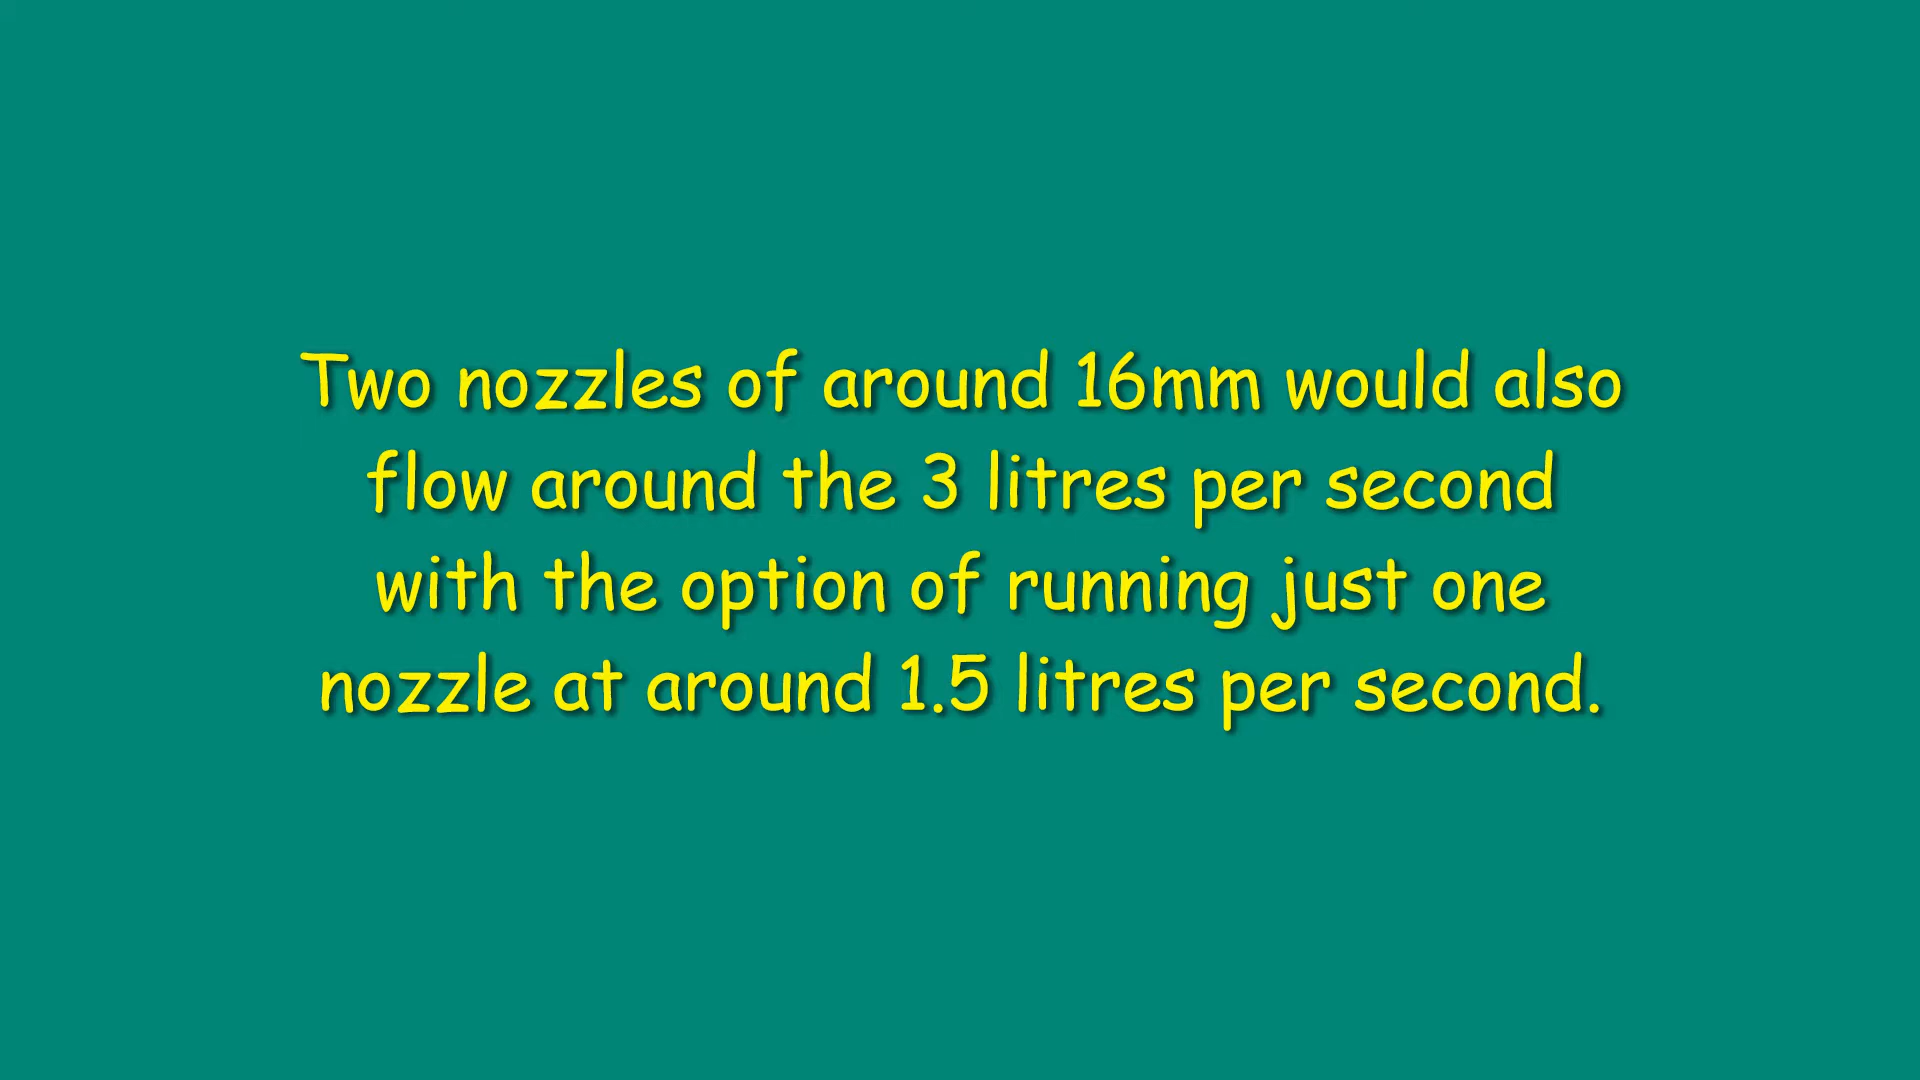 Two nozzles of around 16mm would also
flow around the 3 litres per second
with the option of running just one
nozzle at around 1.5 litres per second.